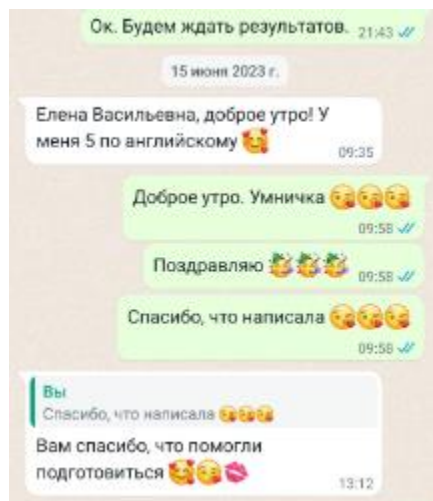 Ок. Будем ждать результатов. 21:43
15 июня 2023 г.
Елена Васильевна, доброе утро! У
меня 5 по английскому 🥰
09:35
Доброе утро. Умничка 😘😘😘
09:58
Поздравляю 💐💐💐 09:58
Спасибо, что написала 😘😘😘
09:58
Вы
Спасибо, что написала 😘😘😘
Вам спасибо, что помогли
подготовиться 🥰😘💋
13:12